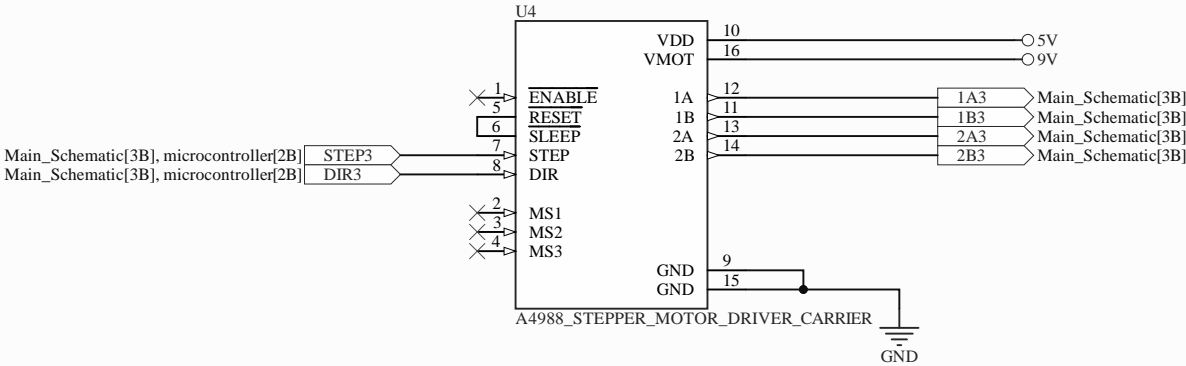 U4
VDD 10 5V
VMOT 16 9V
1 ENABLE 1A 12 1A3 Main_Schematic[3B]
5 RESET 1B 11 1B3 Main_Schematic[3B]
6 SLEEP 2A 13 2A3 Main_Schematic[3B]
Main_Schematic[3B], microcontroller[2B] STEP3 7 STEP 2B 14 2B3 Main_Schematic[3B]
Main_Schematic[3B], microcontroller[2B] DIR3 8 DIR
2 MS1
3 MS2
4 MS3
GND 9
GND 15
A4988_STEPPER_MOTOR_DRIVER_CARRIER
GND